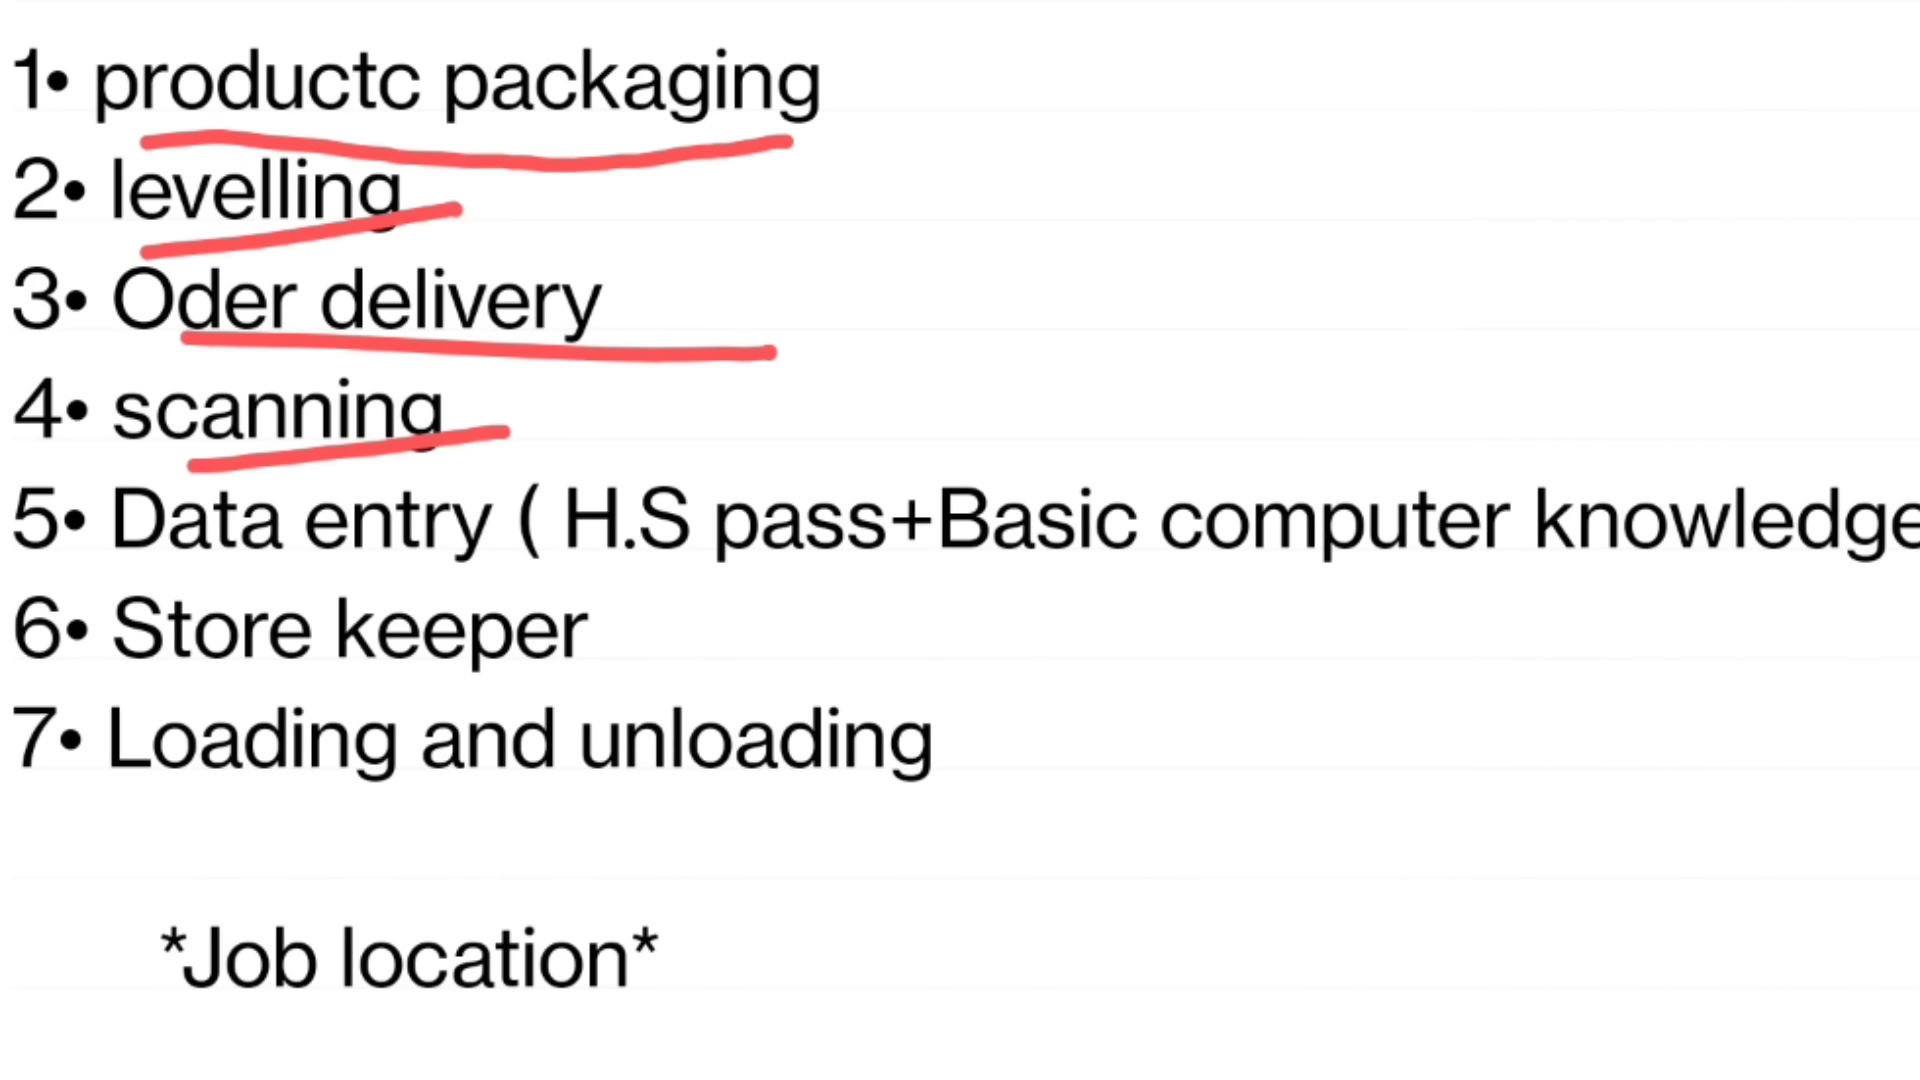 1• productc packaging
2• levelling
3• Oder delivery
4• scanning
5• Data entry ( H.S pass+Basic computer knowledge
6• Store keeper
7• Loading and unloading
*Job location*